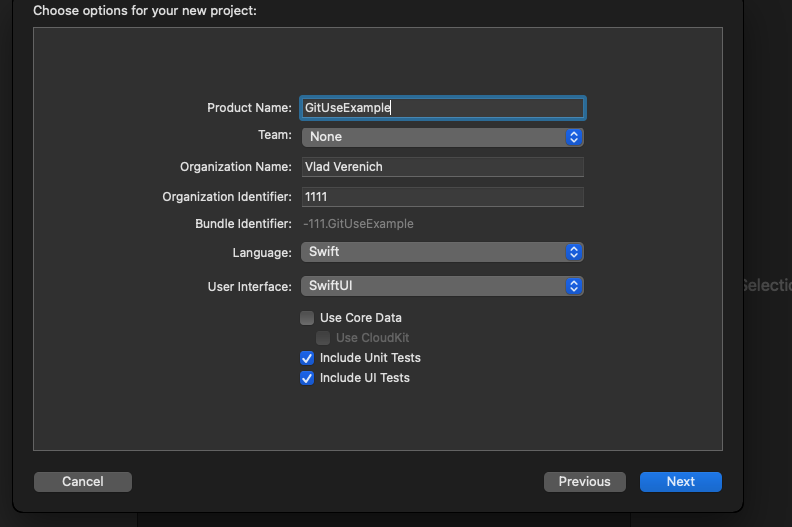 Choose options for your new project:
Product Name: GitUseExample
Team: None
Organization Name: Vlad Verenich
Organization Identifier: 1111
Bundle Identifier: -111.GitUseExample
Language: Swift
User Interface: SwiftUI
Use Core Data
Use CloudKit
Include Unit Tests
Include UI Tests
Cancel Previous Next